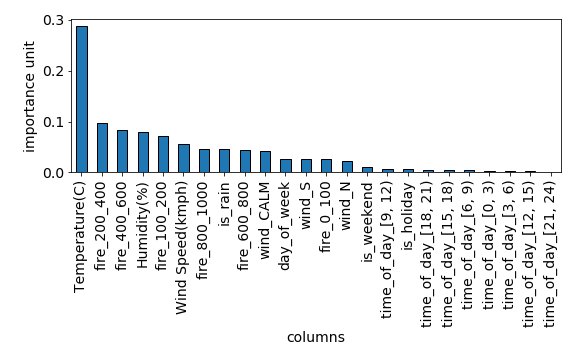 0.3
0.2
0.1
0.0
importance unit
Temperature(C)
fire_200_400
fire_400_600
Humidity(%)
fire_100_200
Wind Speed(kmph)
fire_800_1000
is_rain
fire_600_800
wind_CALM
day_of_week
wind_S
fire_0_100
wind_N
is_weekend
time_of_day_[9, 12)
is_holiday
time_of_day_[18, 21)
time_of_day_[15, 18)
time_of_day_[6, 9)
time_of_day_[0, 3)
time_of_day_[3, 6)
time_of_day_[12, 15)
time_of_day_[21, 24)
columns